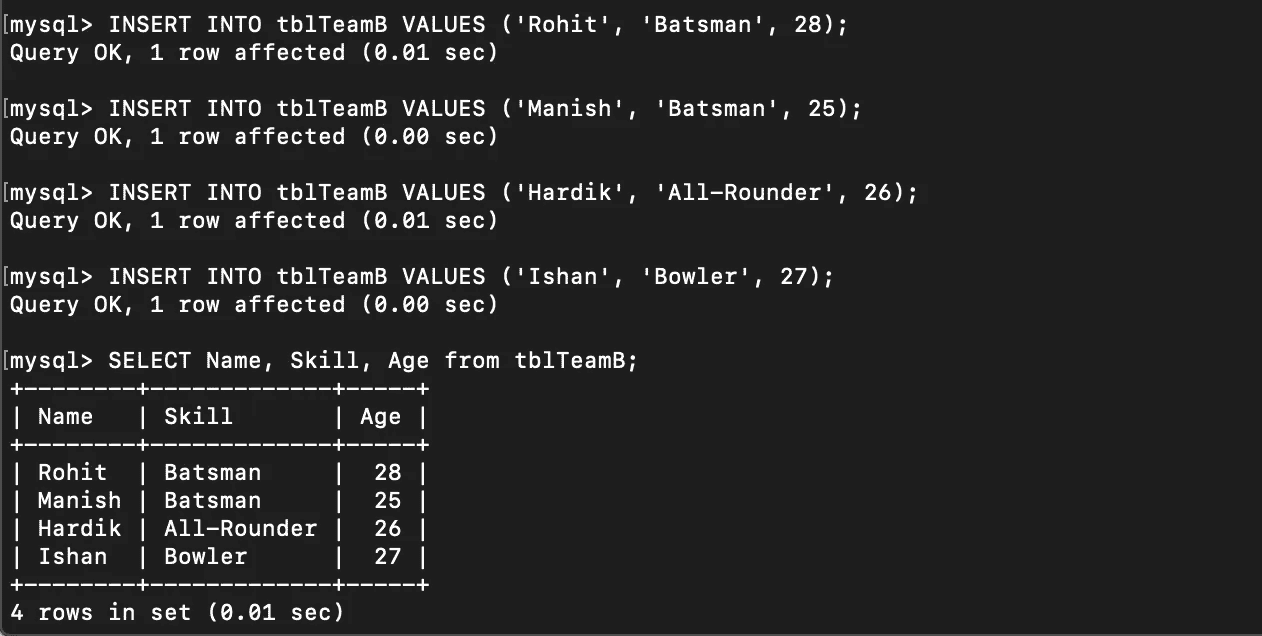 [mysql> INSERT INTO tblTeamB VALUES ('Rohit', 'Batsman', 28);
Query OK, 1 row affected (0.01 sec)
[mysql> INSERT INTO tblTeamB VALUES ('Manish', 'Batsman', 25);
Query OK, 1 row affected (0.00 sec)
[mysql> INSERT INTO tblTeamB VALUES ('Hardik', 'All-Rounder', 26);
Query OK, 1 row affected (0.01 sec)
[mysql> INSERT INTO tblTeamB VALUES ('Ishan', 'Bowler', 27);
Query OK, 1 row affected (0.00 sec)
[mysql> SELECT Name, Skill, Age from tblTeamB;
+--------+-------------+-----+
| Name   | Skill       | Age |
+--------+-------------+-----+
| Rohit  | Batsman     |  28 |
| Manish | Batsman     |  25 |
| Hardik | All-Rounder |  26 |
| Ishan  | Bowler      |  27 |
+--------+-------------+-----+
4 rows in set (0.01 sec)